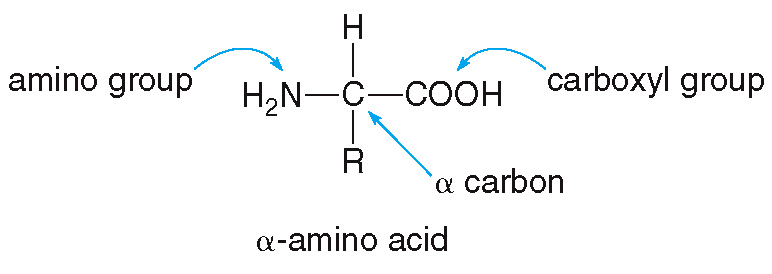 H
amino group H₂N—C—COOH carboxyl group
R
α carbon
α-amino acid